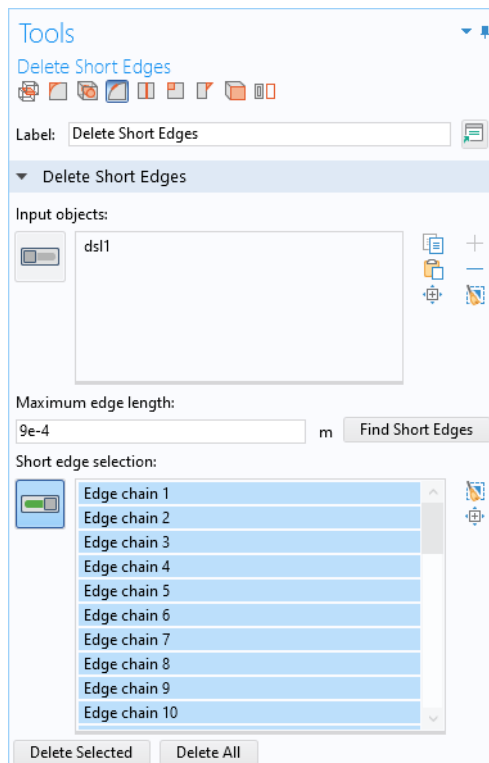 Tools
Delete Short Edges
Label: Delete Short Edges
Delete Short Edges
Input objects:
dsl1
Maximum edge length:
9e-4 m Find Short Edges
Short edge selection:
Edge chain 1
Edge chain 2
Edge chain 3
Edge chain 4
Edge chain 5
Edge chain 6
Edge chain 7
Edge chain 8
Edge chain 9
Edge chain 10
Delete Selected Delete All